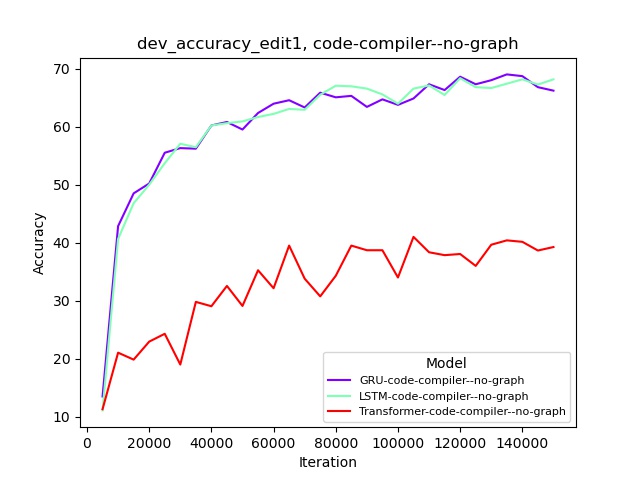 dev_accuracy_edit1, code-compiler--no-graph
70
60
50
40
30
20
10
Accuracy
0
20000
40000
60000
80000
100000
120000
140000
Iteration
Model
GRU-code-compiler--no-graph
LSTM-code-compiler--no-graph
Transformer-code-compiler--no-graph